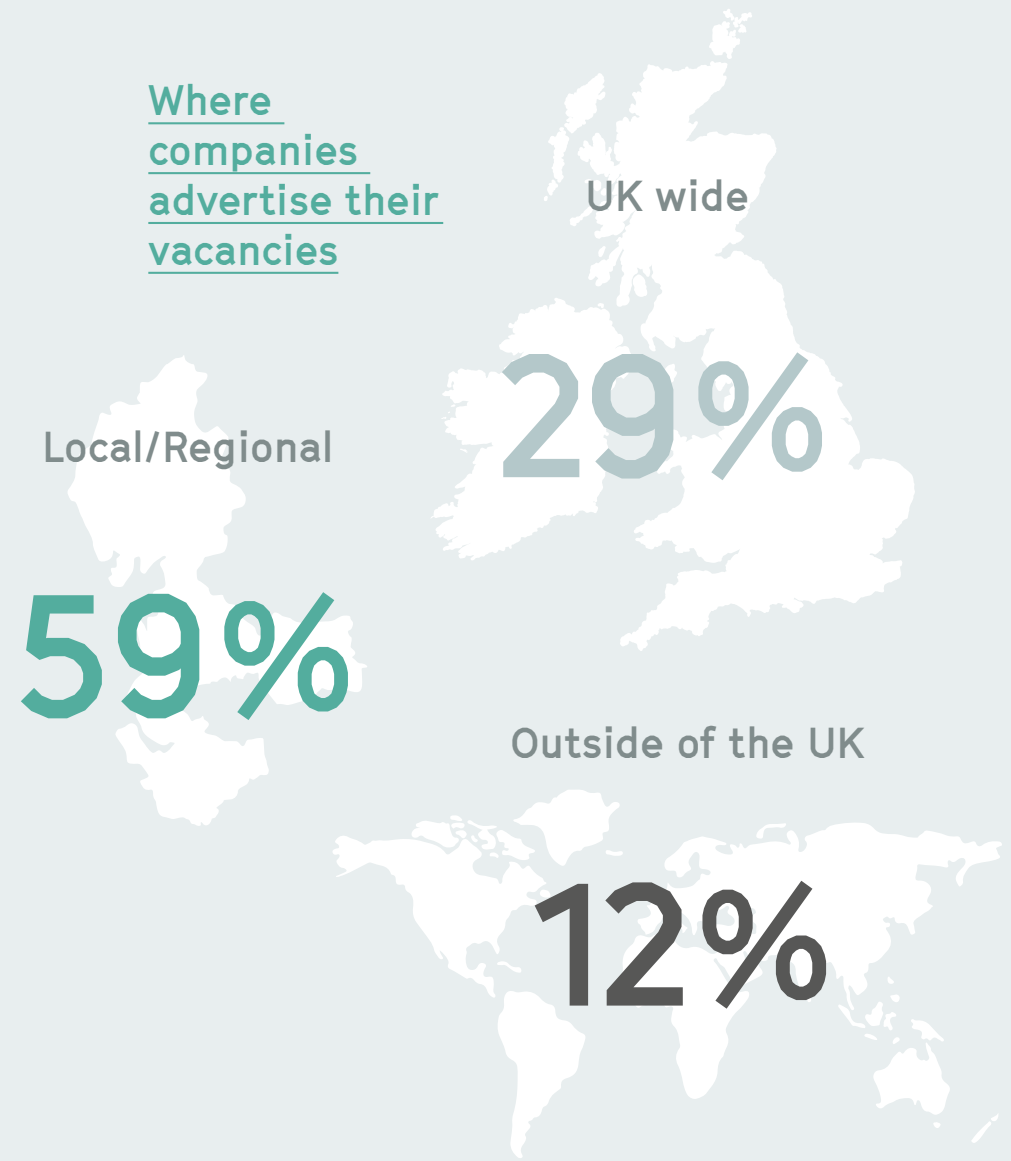 Where
companies
advertise their
vacancies
UK wide
29%
Local/Regional
59%
Outside of the UK
12%